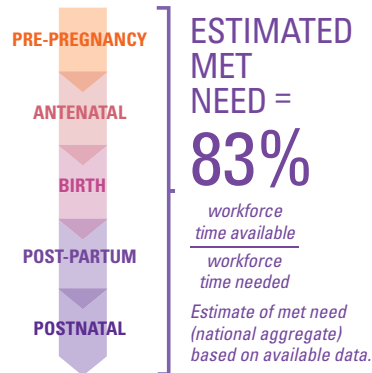 PRE-PREGNANCY
ANTENATAL
BIRTH
POST-PARTUM
POSTNATAL
ESTIMATED
MET
NEED =
83%
workforce
time available
workforce
time needed
Estimate of met need
(national aggregate)
based on available data.